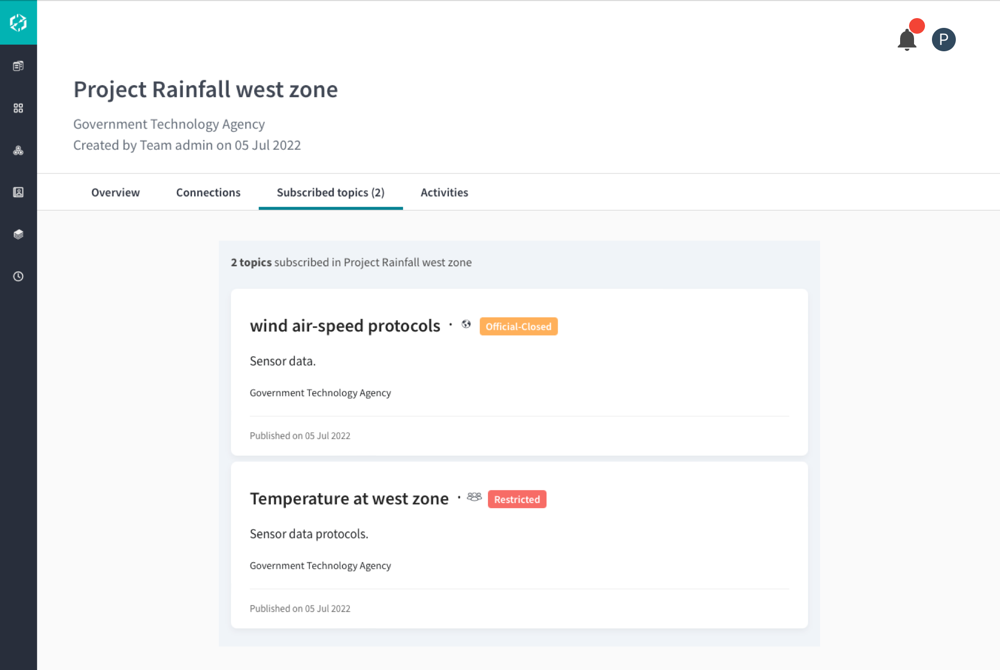 P
Project Rainfall west zone
Government Technology Agency
Created by Team admin on 05 Jul 2022
Overview Connections Subscribed topics (2) Activities
2 topics subscribed in Project Rainfall west zone
wind air-speed protocols · Official-Closed
Sensor data.
Government Technology Agency
Published on 05 Jul 2022
Temperature at west zone · Restricted
Sensor data protocols.
Government Technology Agency
Published on 05 Jul 2022